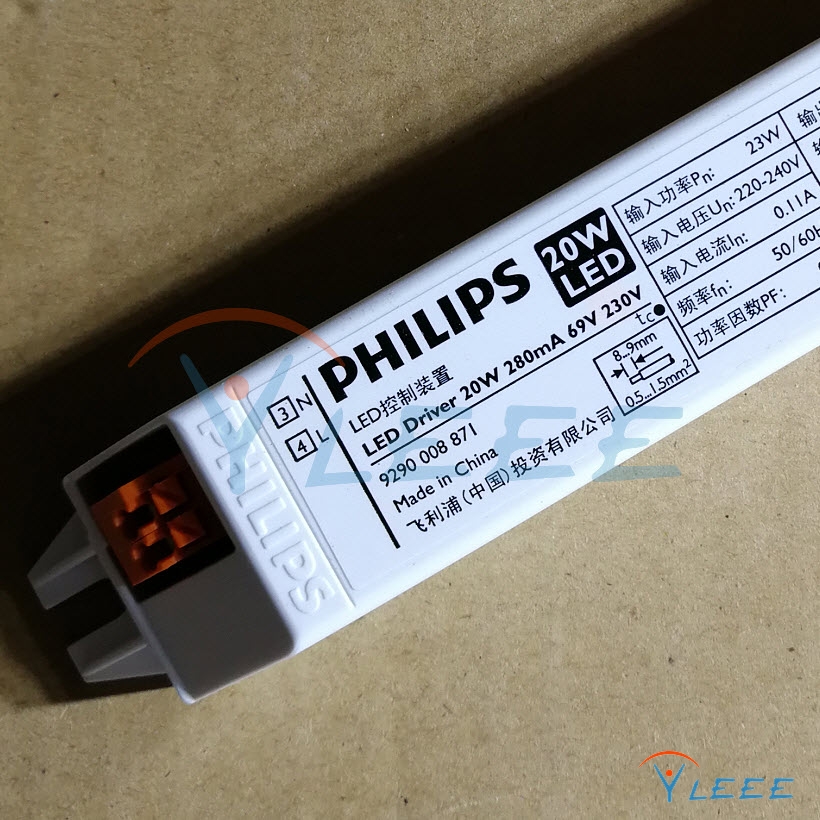 PHILIPS
20W
LED
LED控制装置
LED Driver 20W 280mA 69V 230V
9290 008 871
Made in China
飞利浦(中国)投资有限公司
3 N
4 L
tc
8...9mm
0.5...1.5mm²
输入功率Pn: 23W
输入电压Un: 220-240V
输入电流In: 0.11A
频率fn: 50/60H
功率因数PF:
输出
PHILIPS
YLEEE
YLEEE